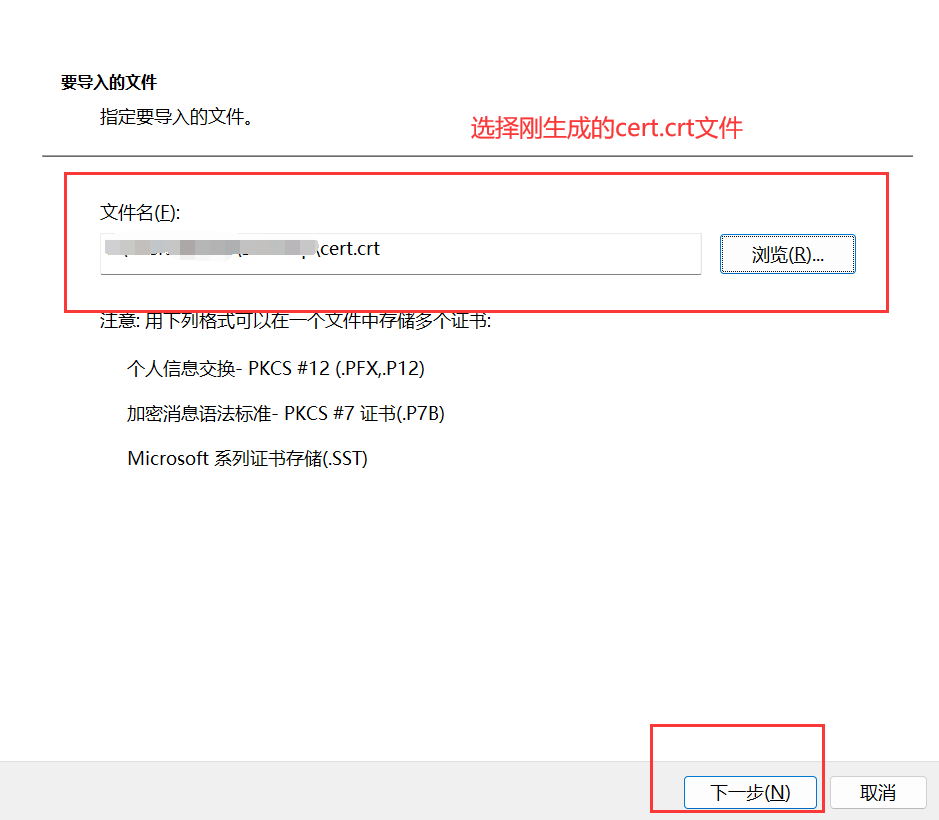 要导入的文件
指定要导入的文件。
选择刚生成的cert.crt文件
文件名(F):
\cert.crt
浏览(R)...
注意: 用下列格式可以在一个文件中存储多个证书:
个人信息交换- PKCS #12 (.PFX,.P12)
加密消息语法标准- PKCS #7 证书(.P7B)
Microsoft 系列证书存储(.SST)
下一步(N)
取消